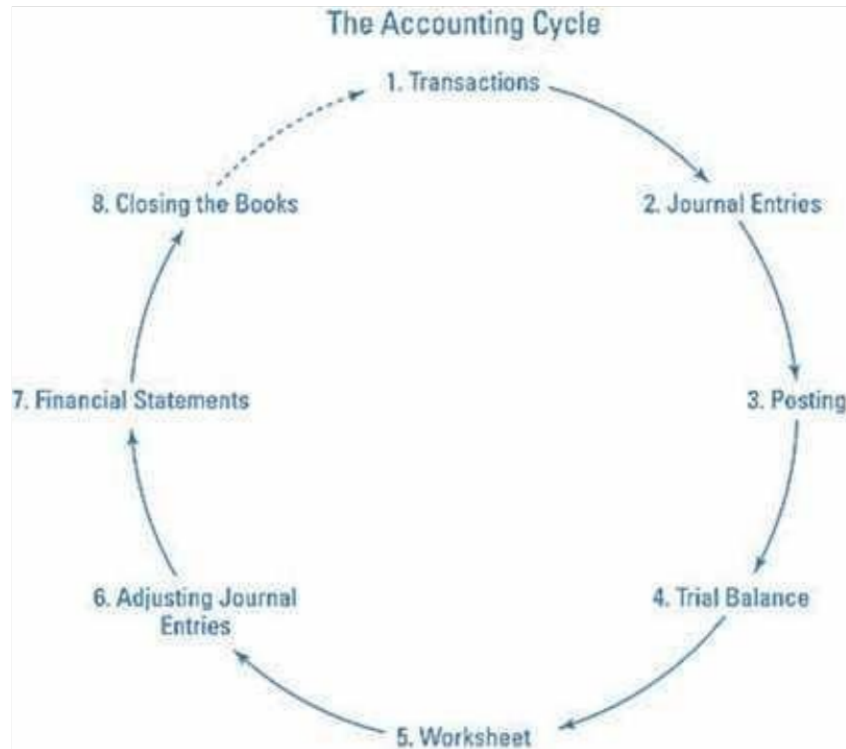 The Accounting Cycle
1. Transactions
2. Journal Entries
3. Posting
4. Trial Balance
5. Worksheet
6. Adjusting Journal
Entries
7. Financial Statements
8. Closing the Books